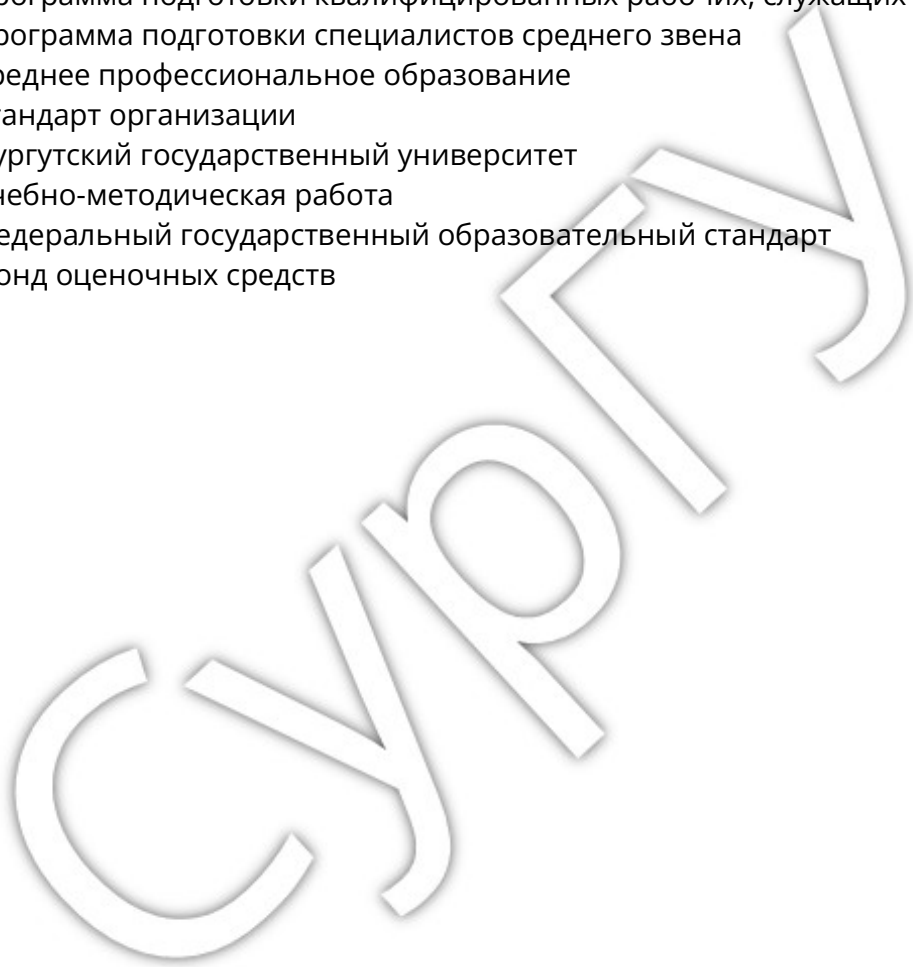 рограмма подготовки квалифицированных рабочих, служащих
рограмма подготовки специалистов среднего звена
реднее профессиональное образование
тандарт организации
ургутский государственный университет
чебно-методическая работа
едеральный государственный образовательный стандарт
онд оценочных средств
СурГУ